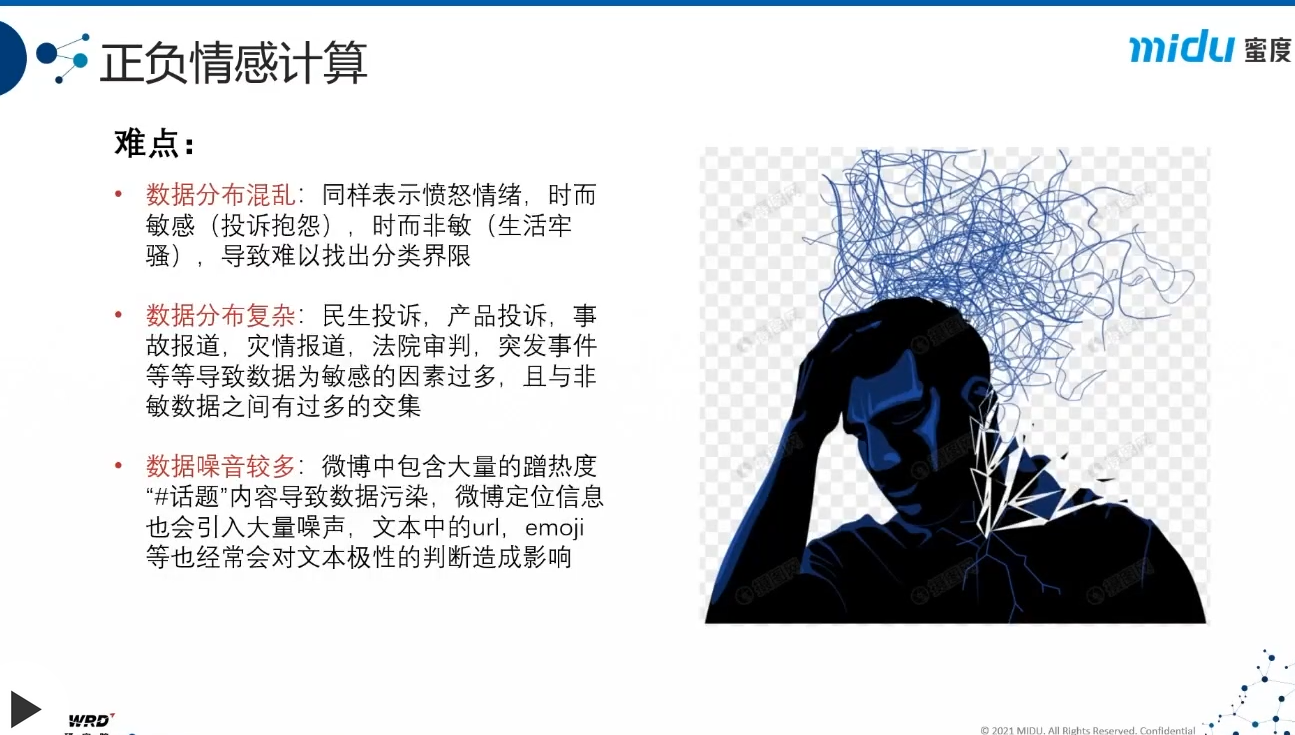 正负情感计算
midu 蜜度
难点：
• 数据分布混乱：同样表示愤怒情绪，时而
敏感（投诉抱怨），时而非敏（生活牢
骚），导致难以找出分类界限
• 数据分布复杂：民生投诉，产品投诉，事
故报道，灾情报道，法院审判，突发事件
等等导致数据为敏感的因素过多，且与非
敏数据之间有过多的交集
• 数据噪音较多：微博中包含大量的蹭热度
“#话题”内容导致数据污染，微博定位信息
也会引入大量噪声，文本中的url，emoji
等也经常会对文本极性的判断造成影响
WRD
© 2021 MIDU. All Rights Reserved. Confidential